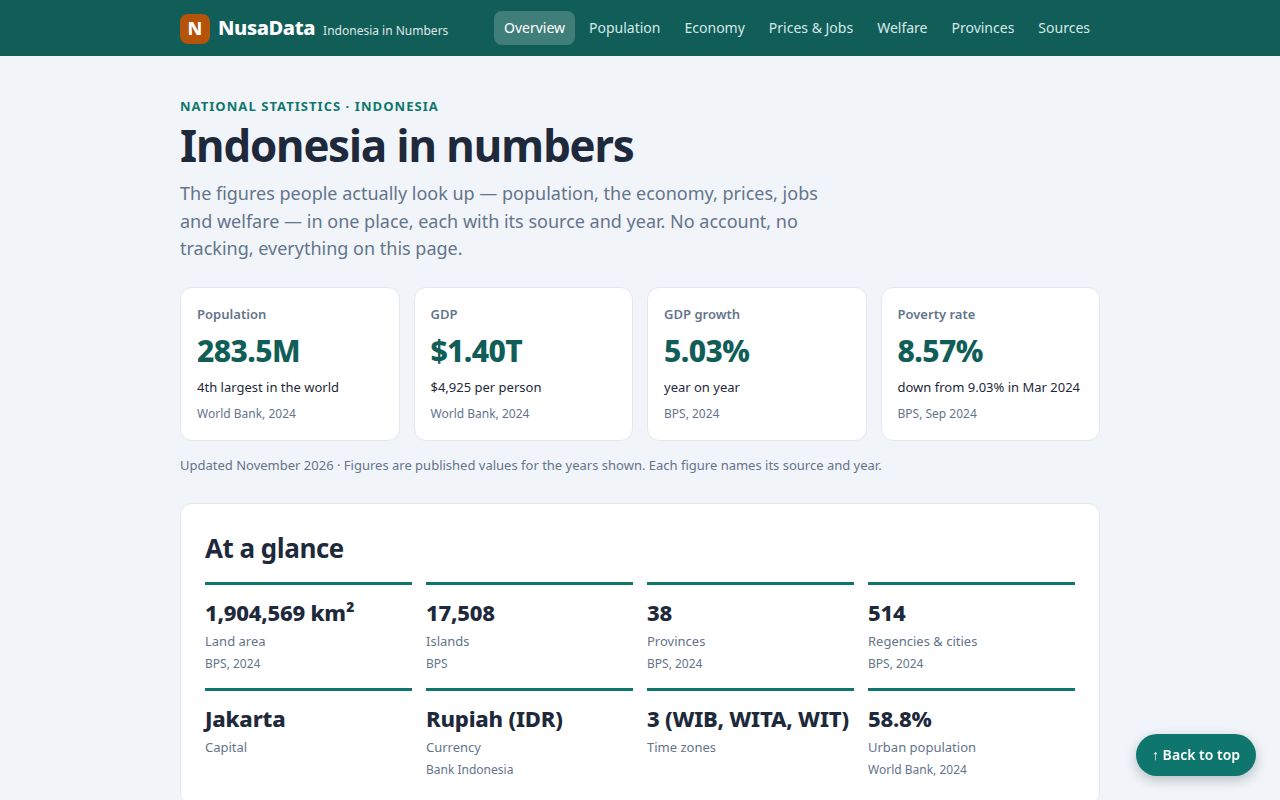 N NusaData Indonesia in Numbers Overview Population Economy Prices & Jobs Welfare Provinces Sources
NATIONAL STATISTICS · INDONESIA
Indonesia in numbers
The figures people actually look up — population, the economy, prices, jobs
and welfare — in one place, each with its source and year. No account, no
tracking, everything on this page.
Population
283.5M
4th largest in the world
World Bank, 2024
GDP
$1.40T
$4,925 per person
World Bank, 2024
GDP growth
5.03%
year on year
BPS, 2024
Poverty rate
8.57%
down from 9.03% in Mar 2024
BPS, Sep 2024
Updated November 2026 · Figures are published values for the years shown. Each figure names its source and year.
At a glance
1,904,569 km²
Land area
BPS, 2024
17,508
Islands
BPS
38
Provinces
BPS, 2024
514
Regencies & cities
BPS, 2024
Jakarta
Capital
Rupiah (IDR)
Currency
Bank Indonesia
3 (WIB, WITA, WIT)
Time zones
58.8%
Urban population
World Bank, 2024
↑ Back to top